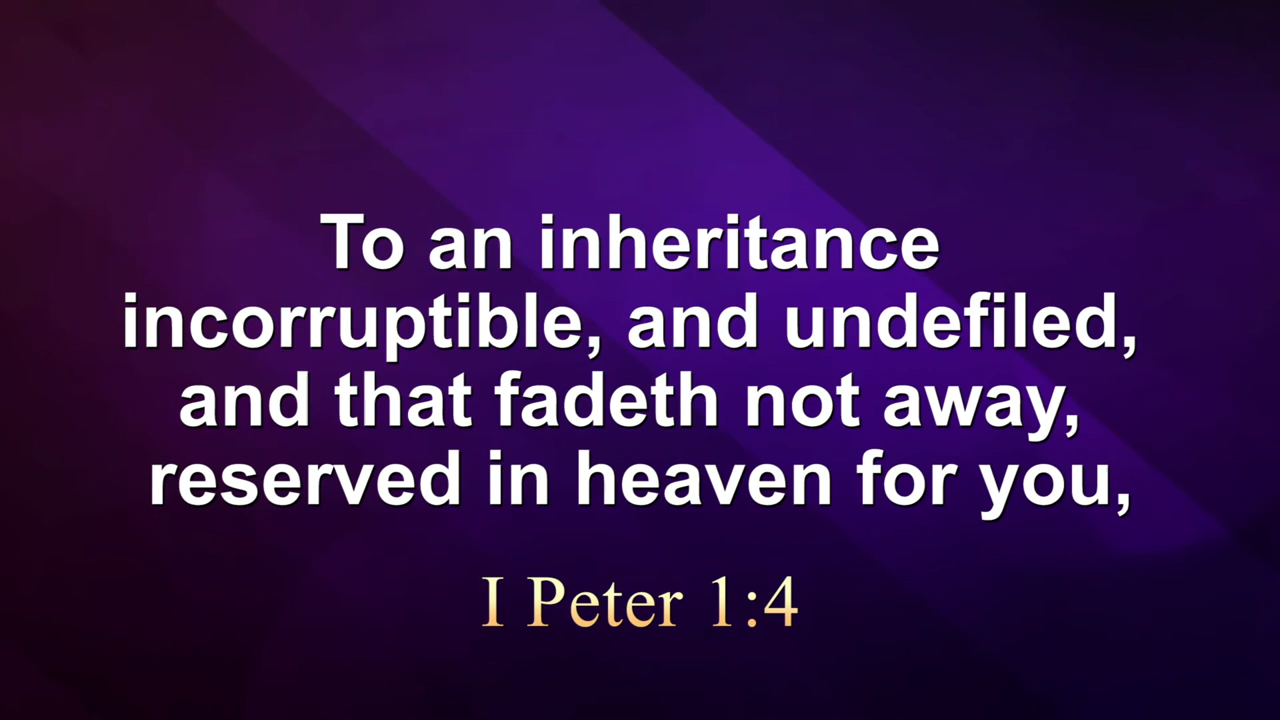 To an inheritance
incorruptible, and undefiled,
and that fadeth not away,
reserved in heaven for you,
I Peter 1:4